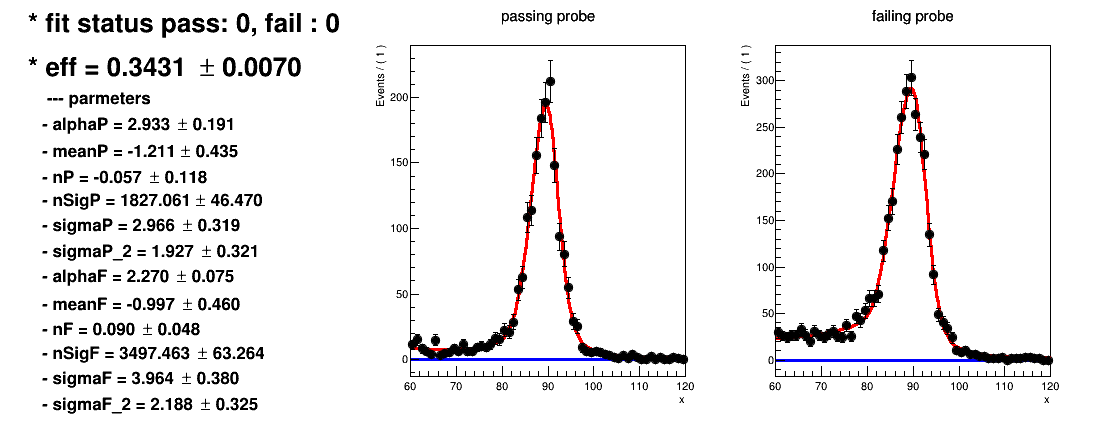 * fit status pass: 0, fail : 0
* eff = 0.3431 ± 0.0070
--- parmeters
- alphaP = 2.933 ± 0.191
- meanP = -1.211 ± 0.435
- nP = -0.057 ± 0.118
- nSigP = 1827.061 ± 46.470
- sigmaP = 2.966 ± 0.319
- sigmaP_2 = 1.927 ± 0.321
- alphaF = 2.270 ± 0.075
- meanF = -0.997 ± 0.460
- nF = 0.090 ± 0.048
- nSigF = 3497.463 ± 63.264
- sigmaF = 3.964 ± 0.380
- sigmaF_2 = 2.188 ± 0.325
passing probe
Events / ( 1 )
200
150
100
50
0
60 70 80 90 100 110 120
x
failing probe
Events / ( 1 )
300
250
200
150
100
50
0
60 70 80 90 100 110 120
x